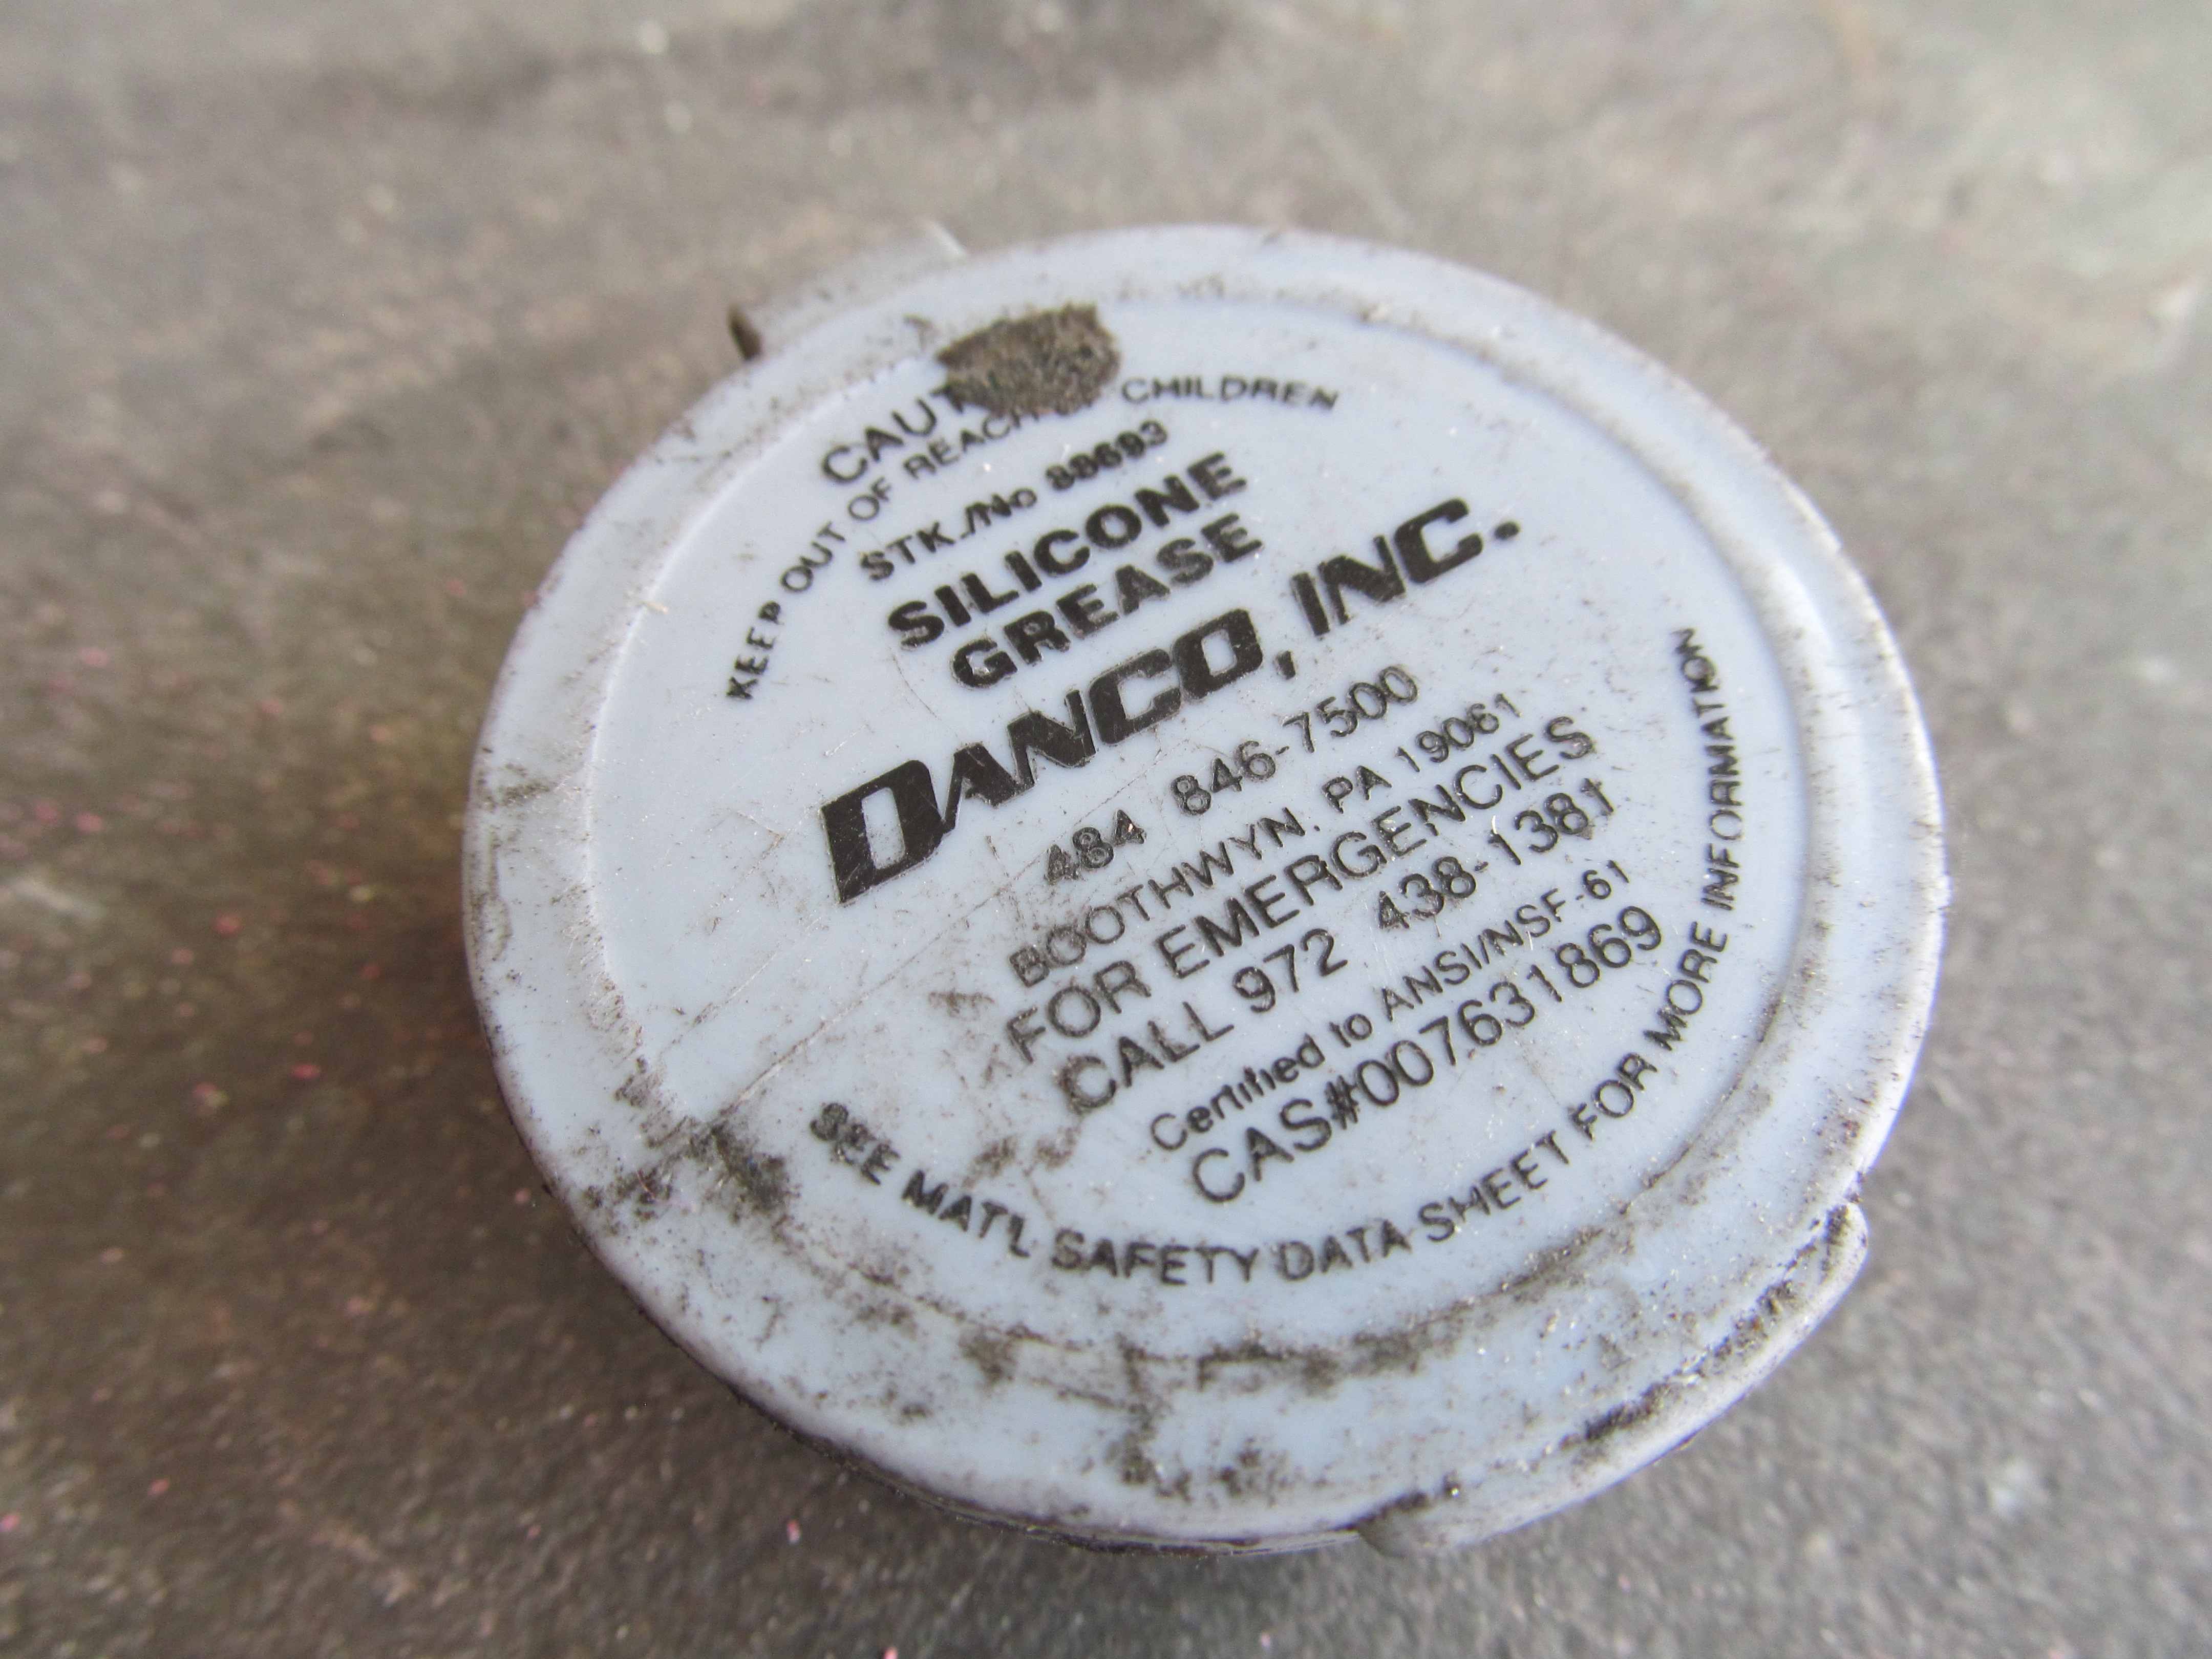 CAUTION
KEEP OUT OF REACH OF CHILDREN
STK./No 88693
SILICONE
GREASE
DANCO, INC.
484 846-7500
BOOTHWYN, PA 19061
FOR EMERGENCIES
CALL 972 438-1381
Certified to ANSI/NSF-61
CAS#007631869
SEE MAT'L SAFETY DATA SHEET FOR MORE INFORMATION